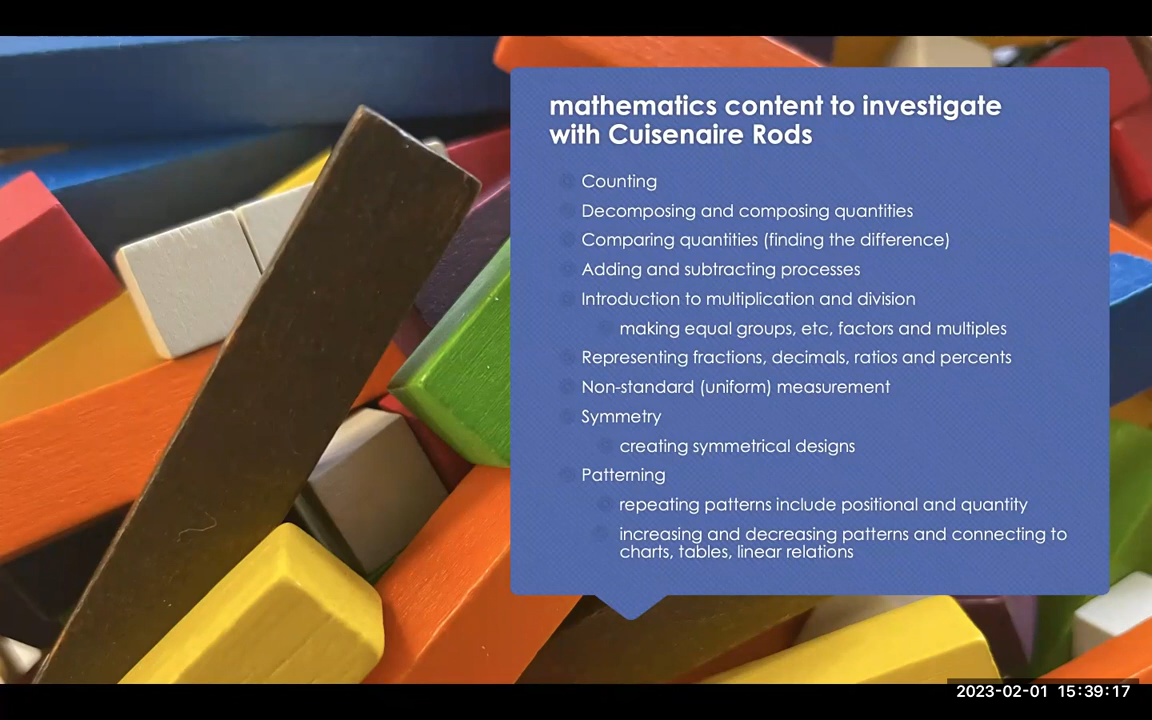 mathematics content to investigate
with Cuisenaire Rods
Counting
Decomposing and composing quantities
Comparing quantities (finding the difference)
Adding and subtracting processes
Introduction to multiplication and division
making equal groups, etc, factors and multiples
Representing fractions, decimals, ratios and percents
Non-standard (uniform) measurement
Symmetry
creating symmetrical designs
Patterning
repeating patterns include positional and quantity
increasing and decreasing patterns and connecting to
charts, tables, linear relations
2023-02-01 15:39:17